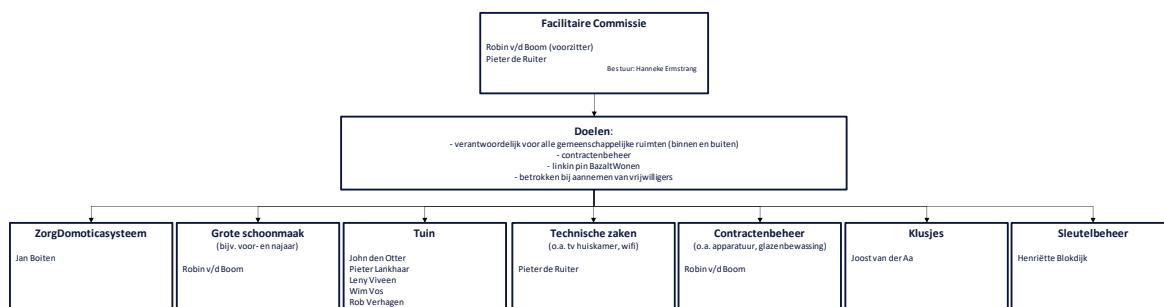 Facilitaire Commissie
Robin v/d Boom (voorzitter)
Pieter de Ruiter
Bestuur: Hanneke Ermstrang
Doelen:
- verantwoordelijk voor alle gemeenschappelijke ruimten (binnen en buiten)
- contractenbeheer
- linkin pin BazaltWonen
- betrokken bij aannemen van vrijwilligers
ZorgDomoticasysteem
Jan Boiten
Grote schoonmaak
(bijv. voor- en najaar)
Robin v/d Boom
Tuin
John den Otter
Pieter Lankhaar
Leny Viveen
Wim Vos
Rob Verhagen
Technische zaken
(o.a. tv huiskamer, wifi)
Pieter de Ruiter
Contractenbeheer
(o.a. apparatuur, glazenbewassing)
Robin v/d Boom
Klusjes
Joost van der Aa
Sleutelbeheer
Henriëtte Blokdijk